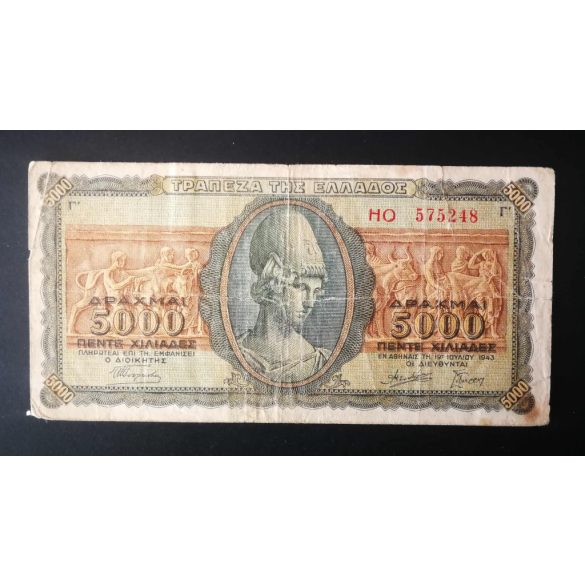 5000 5000
ΤΡΑΠΕΖΑ ΤΗΣ ΕΛΛΑΔΟΣ
Γ' ΗΟ 575248 Γ'
ΔΡΑΧΜΑΙ ΔΡΑΧΜΑΙ
5000 5000
ΠΕΝΤΕ ΧΙΛΙΑΔΕΣ ΠΕΝΤΕ ΧΙΛΙΑΔΕΣ
ΠΛΗΡΩΤΕΑΙ ΕΠΙ ΤΗ ΕΜΦΑΝΙΣΕΙ ΕΝ ΑΘΗΝΑΙΣ ΤΗ 19Η ΙΟΥΛΙΟΥ 1943
Ο ΔΙΟΙΚΗΤΗΣ ΟΙ ΔΙΕΥΘΥΝΤΑΙ
5000 5000